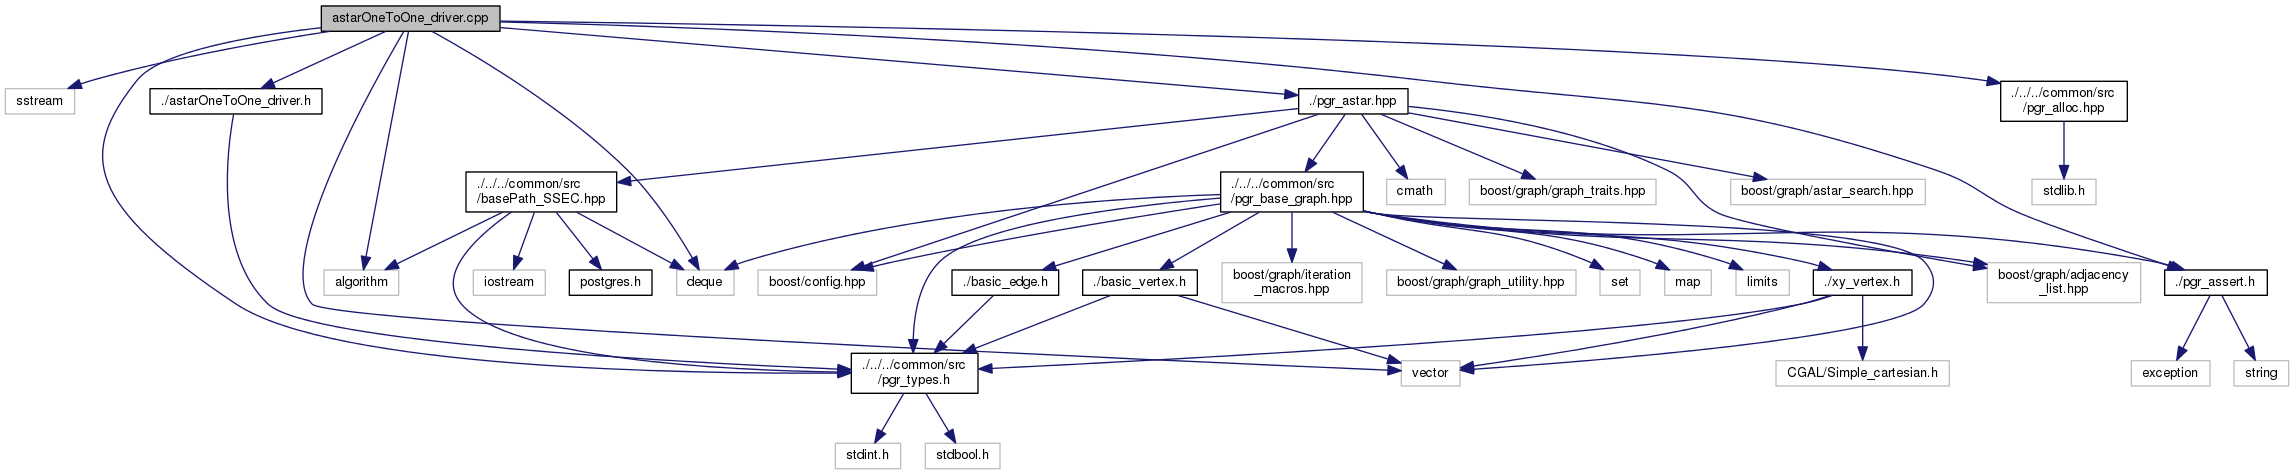 astarOneToOne_driver.cpp
sstream
./astarOneToOne_driver.h
./pgr_astar.hpp
./../../common/src
/pgr_alloc.hpp
./../../common/src
/basePath_SSEC.hpp
./../../common/src
/pgr_base_graph.hpp
cmath
boost/graph/graph_traits.hpp
boost/graph/astar_search.hpp
stdlib.h
algorithm
iostream
postgres.h
deque
boost/config.hpp
./basic_edge.h
./basic_vertex.h
boost/graph/iteration
_macros.hpp
boost/graph/graph_utility.hpp
set
map
limits
./xy_vertex.h
boost/graph/adjacency
_list.hpp
./pgr_assert.h
./../../common/src
/pgr_types.h
vector
CGAL/Simple_cartesian.h
exception
string
stdint.h
stdbool.h